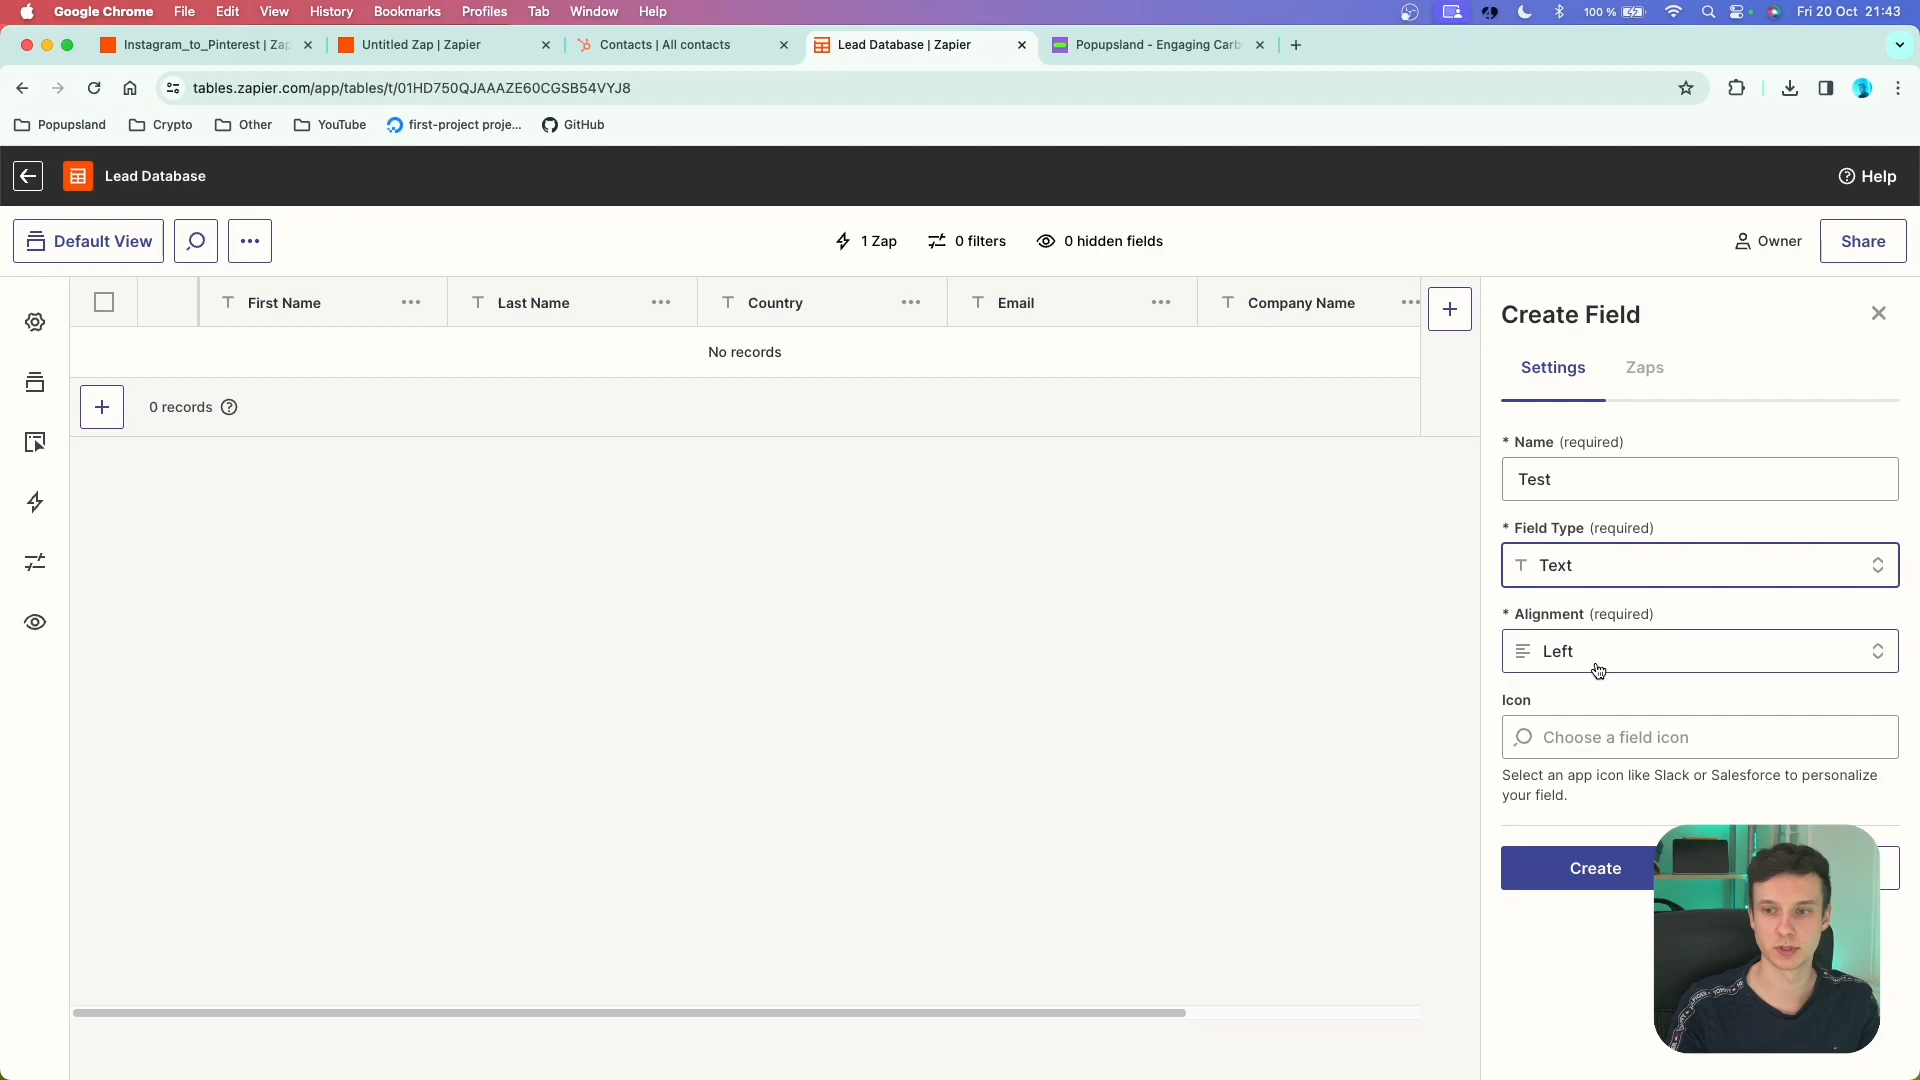 Google Chrome File Edit View History Bookmarks Profiles Tab Window Help 100 % Fri 20 Oct 21:43
Instagram_to_Pinterest | Zap Untitled Zap | Zapier Contacts | All contacts Lead Database | Zapier Popupsland - Engaging Carb
tables.zapier.com/app/tables/t/01HD750QJAAAZE60CGSB54VYJ8
Popupsland Crypto Other YouTube first-project proje... GitHub
Lead Database Help
Default View 1 Zap 0 filters 0 hidden fields Owner Share
First Name Last Name Country Email Company Name
No records
0 records
Create Field
Settings Zaps
* Name (required)
Test
* Field Type (required)
Text
* Alignment (required)
Left
Icon
Choose a field icon
Select an app icon like Slack or Salesforce to personalize
your field.
Create